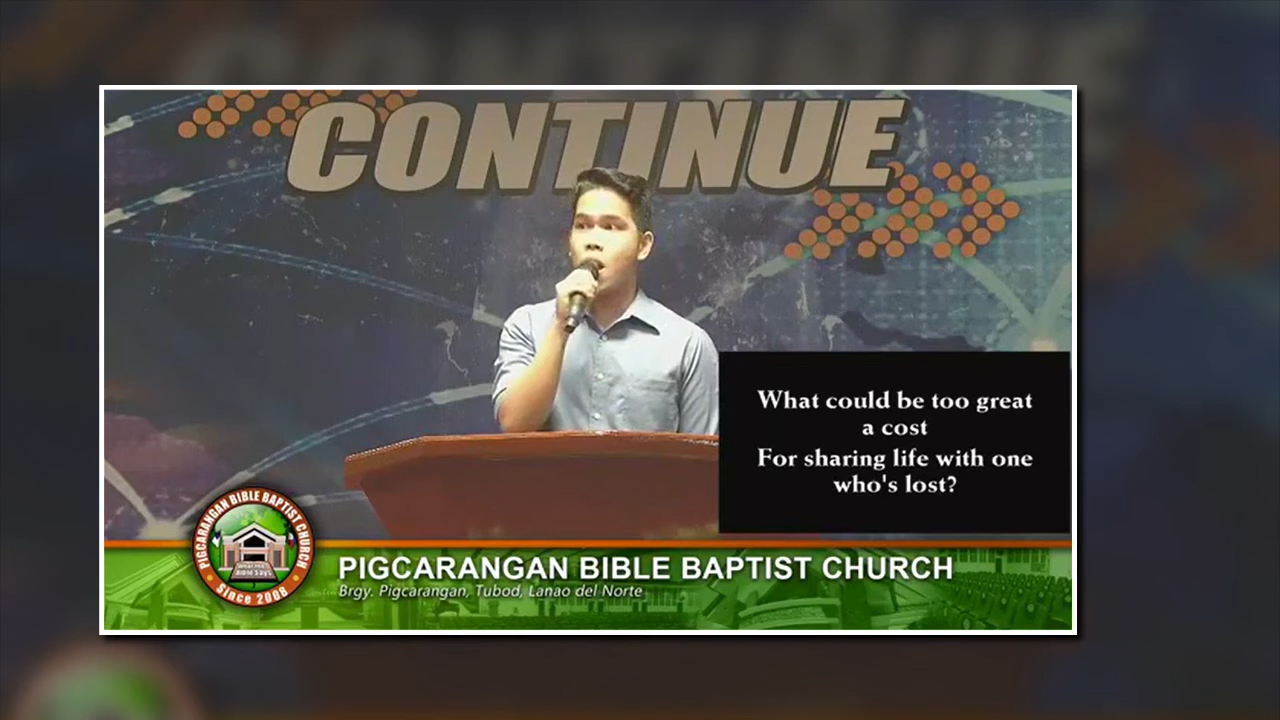 CONTINUE
What could be too great
a cost
For sharing life with one
who's lost?
PIGCARANGAN BIBLE BAPTIST CHURCH
Since 2008
PIGCARANGAN BIBLE BAPTIST CHURCH
Brgy. Pigcarangan, Tubod, Lanao del Norte